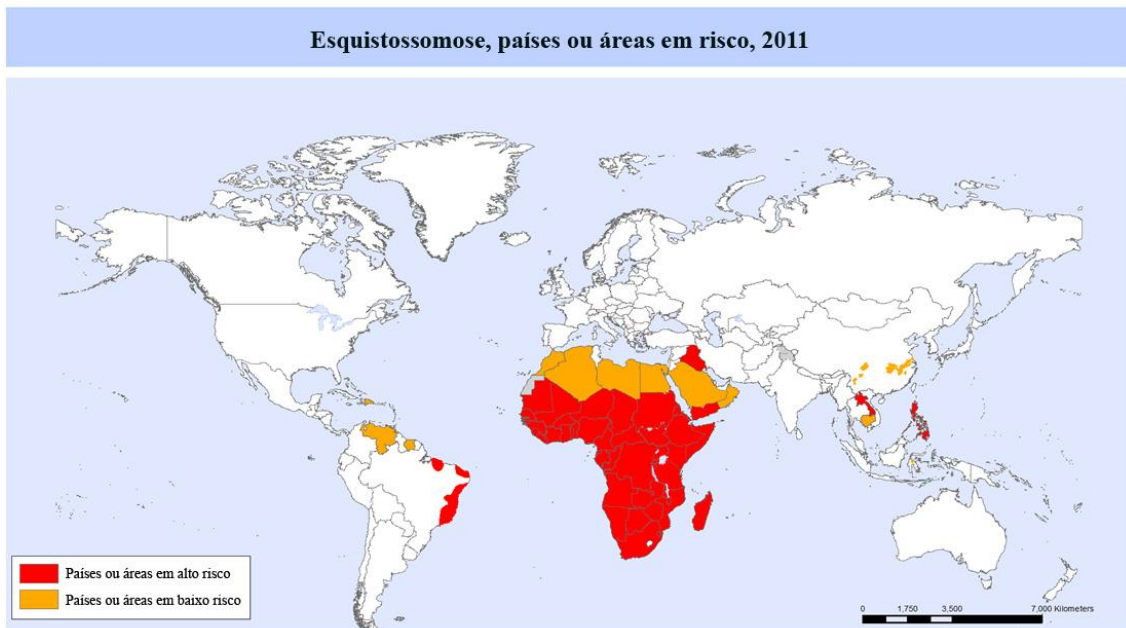 Esquistossomose, países ou áreas em risco, 2011
Países ou áreas em alto risco
Países ou áreas em baixo risco
0 1,750 3,500 7,000 Kilometers